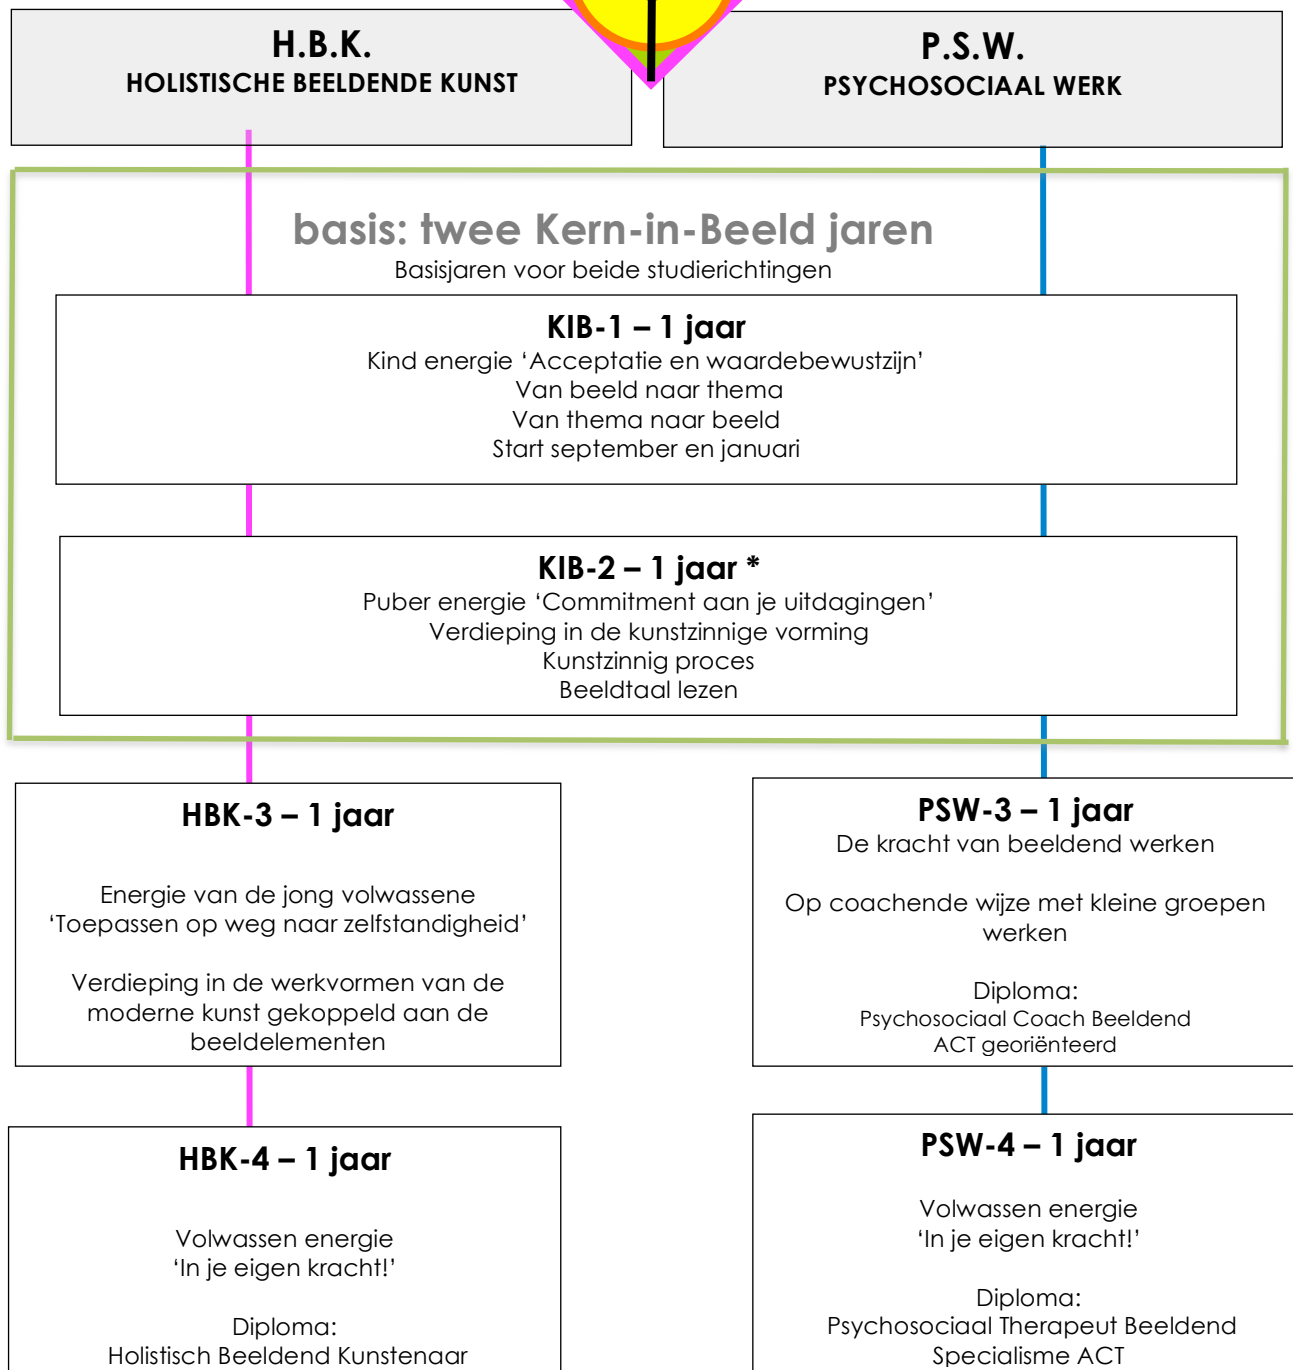 H.B.K.
HOLISTISCHE BEELDENDE KUNST
P.S.W.
PSYCHOSOCIAAL WERK
basis: twee Kern-in-Beeld jaren
Basisjaren voor beide studierichtingen
KIB-1 – 1 jaar
Kind energie ‘Acceptatie en waardebewustzijn’
Van beeld naar thema
Van thema naar beeld
Start september en januari
KIB-2 – 1 jaar *
Puber energie ‘Commitment aan je uitdagingen’
Verdieping in de kunstzinnige vorming
Kunstzinnig proces
Beeldtaal lezen
HBK-3 – 1 jaar
Energie van de jong volwassene
‘Toepassen op weg naar zelfstandigheid’
Verdieping in de werkvormen van de
moderne kunst gekoppeld aan de
beeldelementen
PSW-3 – 1 jaar
De kracht van beeldend werken
Op coachende wijze met kleine groepen
werken
Diploma:
Psychosociaal Coach Beeldend
ACT georiënteerd
HBK-4 – 1 jaar
Volwassen energie
‘In je eigen kracht!’
Diploma:
Holistisch Beeldend Kunstenaar
PSW-4 – 1 jaar
Volwassen energie
‘In je eigen kracht!’
Diploma:
Psychosociaal Therapeut Beeldend
Specialisme ACT